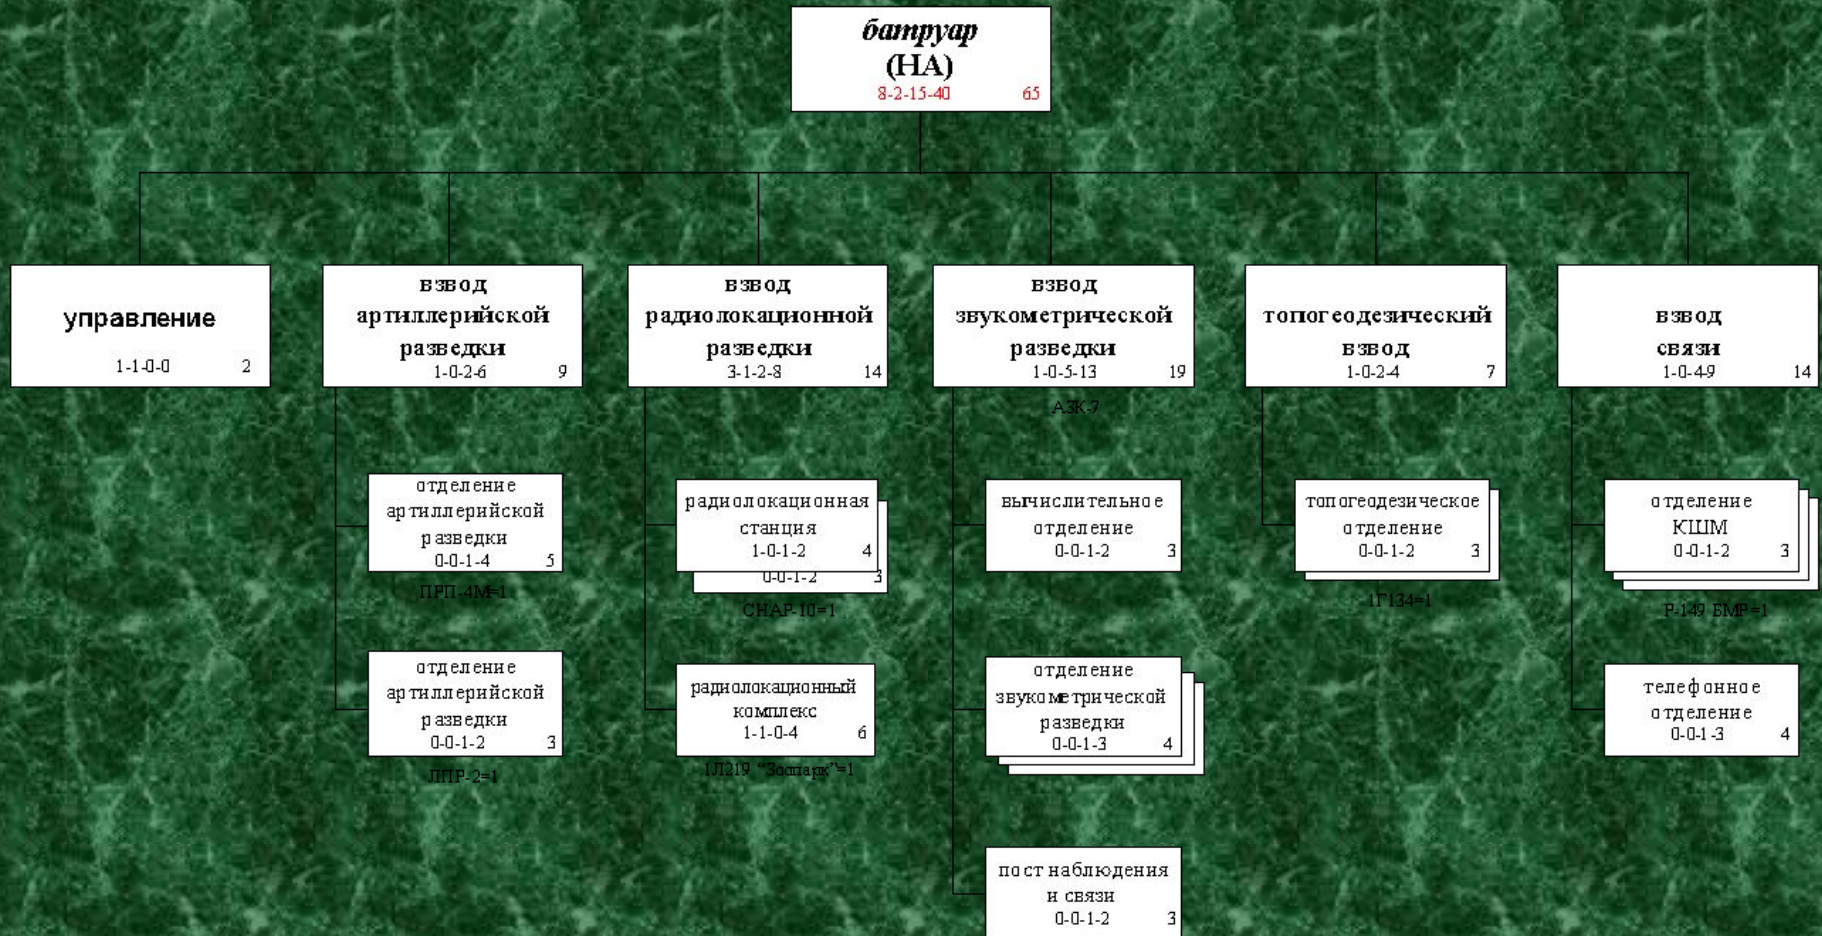 батруар
(НА)
8-2-15-40 65
управление
1-1-0-0 2
взвод
артиллерийской
разведки
1-0-2-6 9
взвод
радиолокационной
разведки
3-1-2-8 14
взвод
звукометрической
разведки
1-0-5-13 19
топогеодезический
взвод
1-0-2-4 7
взвод
связи
1-0-4-9 14
АЗК-7
отделение
артиллерийской
разведки
0-0-1-4 5
ПРП-4М=1
отделение
артиллерийской
разведки
0-0-1-2 3
ЛПР-2=1
радиолокационная
станция
1-0-1-2 4
0-0-1-2 3
СНАР-10=1
радиолокационный
комплекс
1-1-0-4 6
1Л219 “Зоопарк”=1
вычислительное
отделение
0-0-1-2 3
отделение
звукометрической
разведки
0-0-1-3 4
пост наблюдения
и связи
0-0-1-2 3
топогеодезическое
отделение
0-0-1-2 3
1Г134=1
отделение
КШМ
0-0-1-2 3
Р-149 БМР=1
телефонное
отделение
0-0-1-3 4